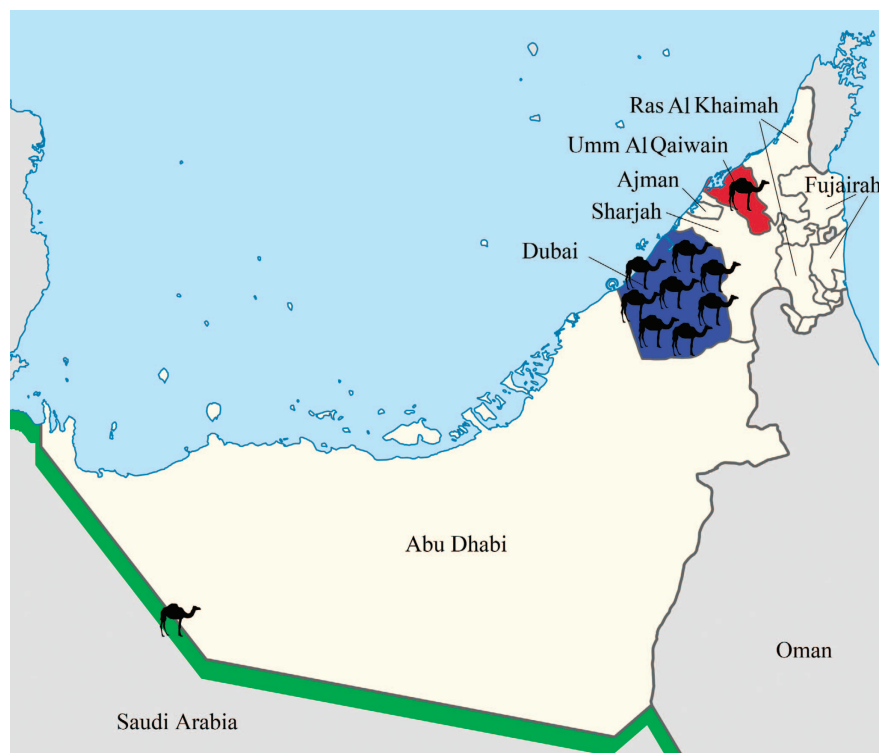 Ras Al Khaimah
Umm Al Qaiwain
Ajman
Fujairah
Sharjah
Dubai
Abu Dhabi
Oman
Saudi Arabia